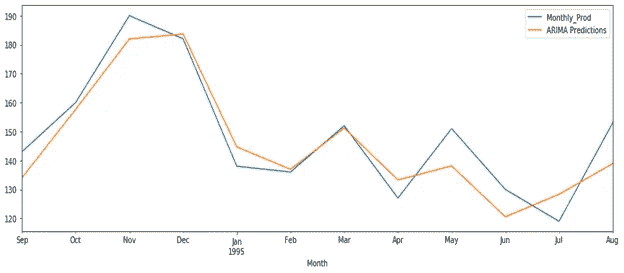 Monthly_Prod
ARIMA Predictions
190
180
170
160
150
140
130
120
Sep Oct Nov Dec Jan Feb Mar Apr May Jun Jul Aug
1995
Month